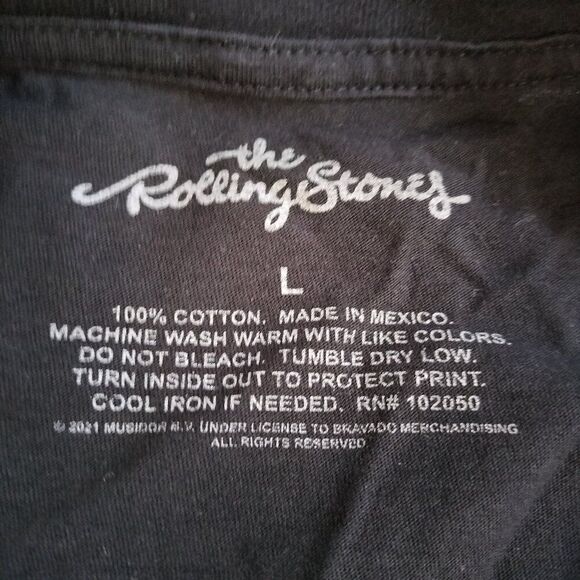 the
Rolling Stones
L
100% COTTON. MADE IN MEXICO.
MACHINE WASH WARM WITH LIKE COLORS.
DO NOT BLEACH. TUMBLE DRY LOW.
TURN INSIDE OUT TO PROTECT PRINT.
COOL IRON IF NEEDED. RN# 102050
© 2021 MUSIDOR N.V. UNDER LICENSE TO BRAVADO MERCHANDISING
ALL RIGHTS RESERVED